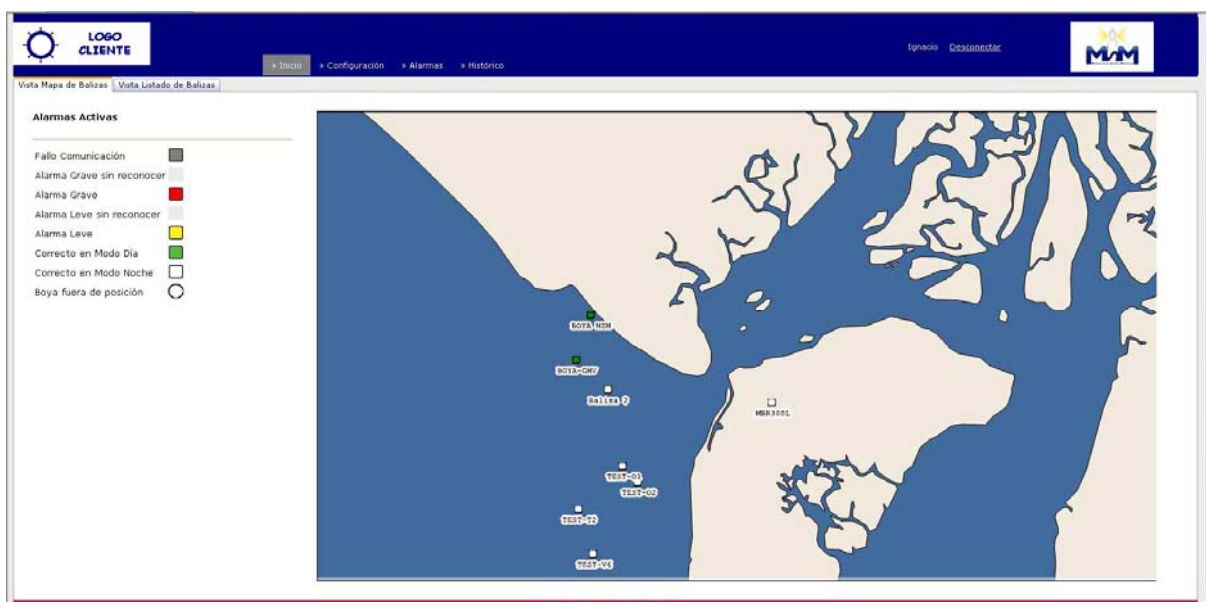 LOGO
CLIENTE
Ignacio Desconectar
MSM
» Inicio » Configuración » Alarmas » Histórico
Vista Mapa de Balizas Vista Listado de Balizas
Alarmas Activas
Fallo Comunicación
Alarma Grave sin reconocer
Alarma Grave
Alarma Leve sin reconocer
Alarma Leve
Correcto en Modo Día
Correcto en Modo Noche
Boya fuera de posición
BOYA MSM
BOYA-GMV
Baliza 2
MBR300L
TEST-01
TEST-02
TEST-T2
TEST-V4